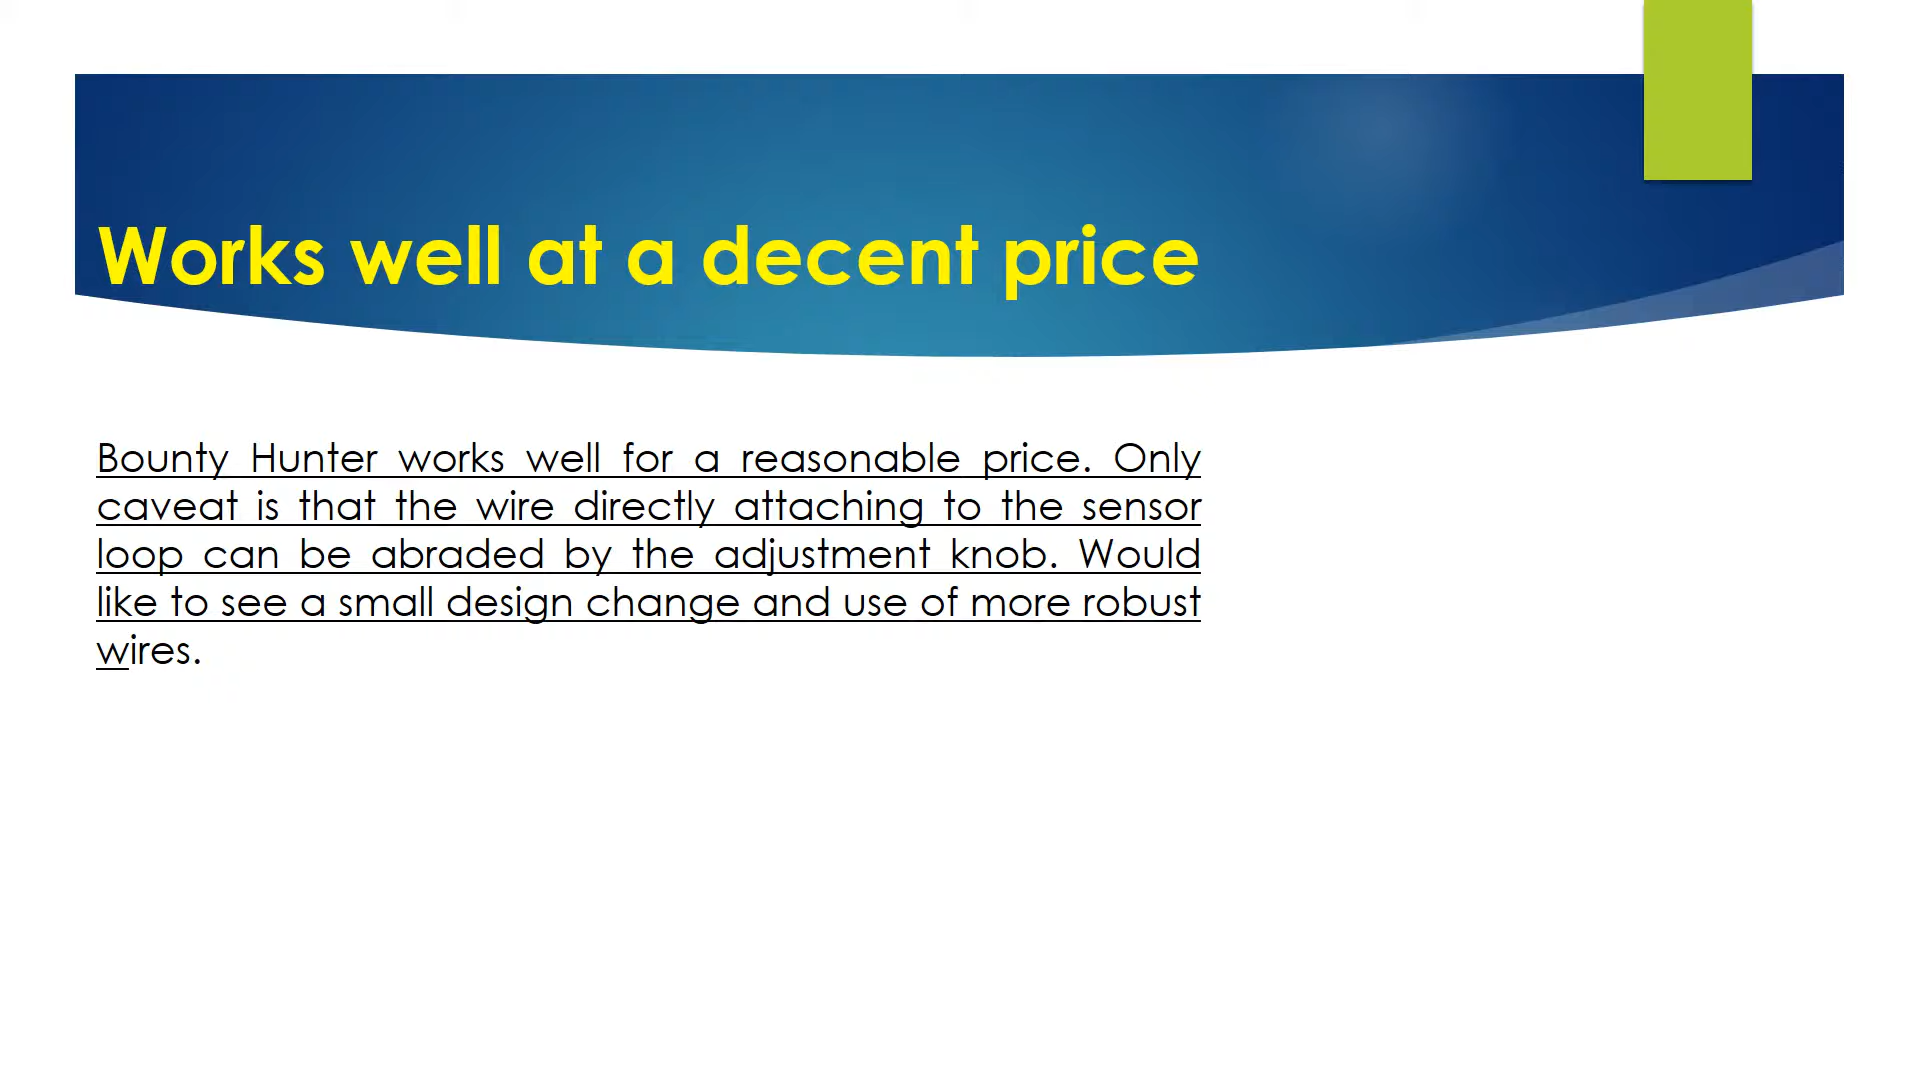 Works well at a decent price
Bounty Hunter works well for a reasonable price. Only
caveat is that the wire directly attaching to the sensor
loop can be abraded by the adjustment knob. Would
like to see a small design change and use of more robust
wires.